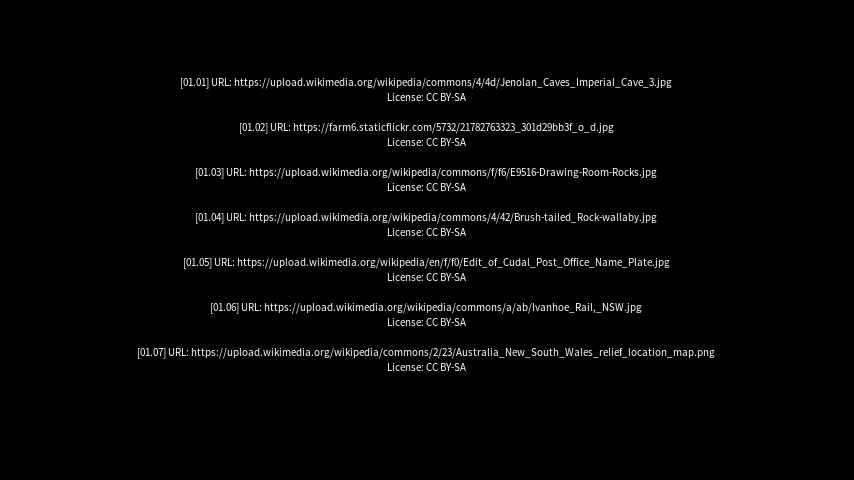 [01.01] URL: https://upload.wikimedia.org/wikipedia/commons/4/4d/Jenolan_Caves_Imperial_Cave_3.jpg
License: CC BY-SA
[01.02] URL: https://farm6.staticflickr.com/5732/21782763323_301d29bb3f_o_d.jpg
License: CC BY-SA
[01.03] URL: https://upload.wikimedia.org/wikipedia/commons/f/f6/E9516-Drawing-Room-Rocks.jpg
License: CC BY-SA
[01.04] URL: https://upload.wikimedia.org/wikipedia/commons/4/42/Brush-tailed_Rock-wallaby.jpg
License: CC BY-SA
[01.05] URL: https://upload.wikimedia.org/wikipedia/en/f/f0/Edit_of_Cudal_Post_Office_Name_Plate.jpg
License: CC BY-SA
[01.06] URL: https://upload.wikimedia.org/wikipedia/commons/a/ab/Ivanhoe_Rail,_NSW.jpg
License: CC BY-SA
[01.07] URL: https://upload.wikimedia.org/wikipedia/commons/2/23/Australia_New_South_Wales_relief_location_map.png
License: CC BY-SA